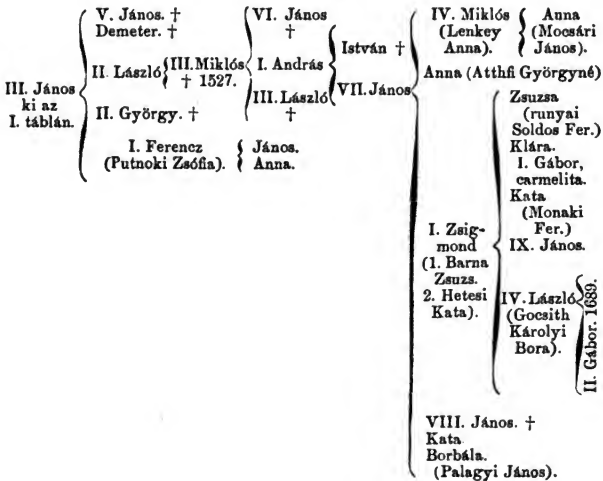 III. János
ki az
I. táblán.
V. János. †
Demeter. †
II. László
II. György. †
I. Ferencz
(Putnoki Zsófia).
János.
Anna.
III. Miklós
† 1527.
VI. János
†
I. András
III. László
†
István †
VII. János
IV. Miklós
(Lenkey
Anna).
Anna
(Mocsári
János).
Anna (Atthfi Györgyné)
I. Zsig-
mond
(1. Barna
Zsuzs.
2. Hetesi
Kata).
Zsuzsa
(runyai
Soldos Fer.)
Klára.
I. Gábor,
carmelita.
Kata
(Monaki
Fer.)
IX. János.
IV. László
(Gocsith
Károlyi
Bora).
II. Gábor. 1689.
VIII. János. †
Kata
Borbála.
(Palagyi János).